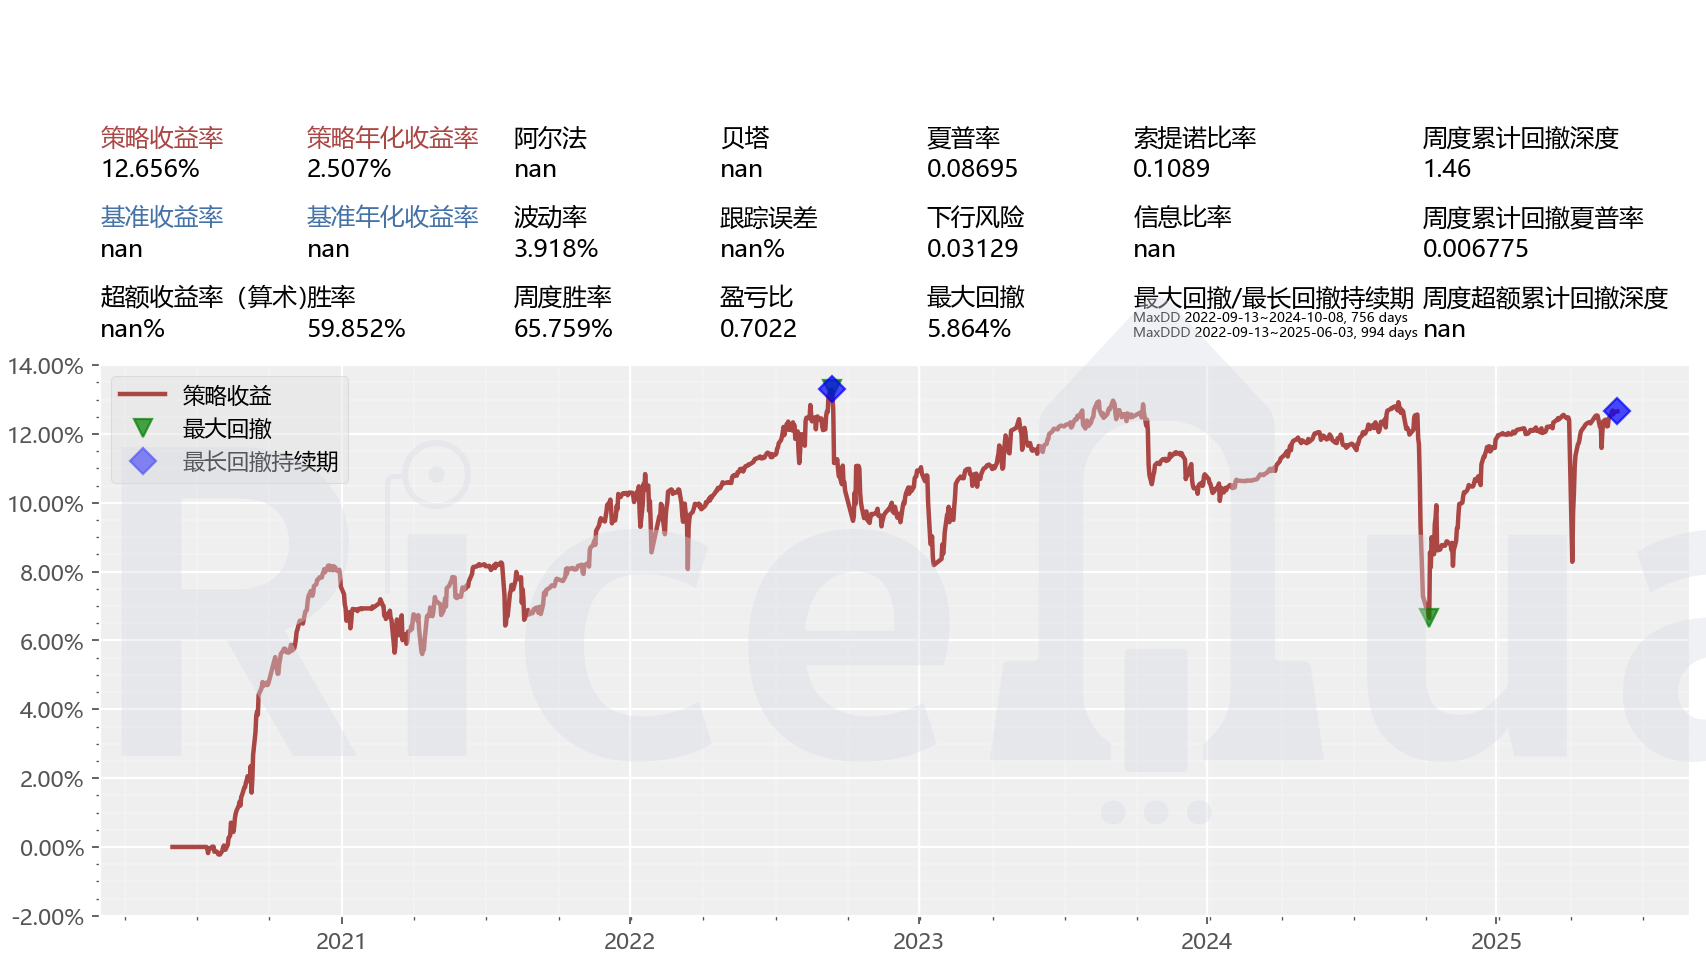 策略收益率 策略年化收益率 阿尔法 贝塔 夏普率 索提诺比率 周度累计回撤深度
12.656% 2.507% nan nan 0.08695 0.1089 1.46
基准收益率 基准年化收益率 波动率 跟踪误差 下行风险 信息比率 周度累计回撤夏普率
nan nan 3.918% nan% 0.03129 nan 0.006775
超额收益率（算术）胜率 周度胜率 盈亏比 最大回撤 最大回撤/最长回撤持续期 周度超额累计回撤深度
nan% 59.852% 65.759% 0.7022 5.864% MaxDD 2022-09-13~2024-10-08, 756 days
MaxDDD 2022-09-13~2025-06-03, 994 days nan
14.00%
策略收益
最大回撤
12.00%
最长回撤持续期
10.00%
8.00%
6.00%
4.00%
2.00%
0.00%
-2.00%
2021 2022 2023 2024 2025